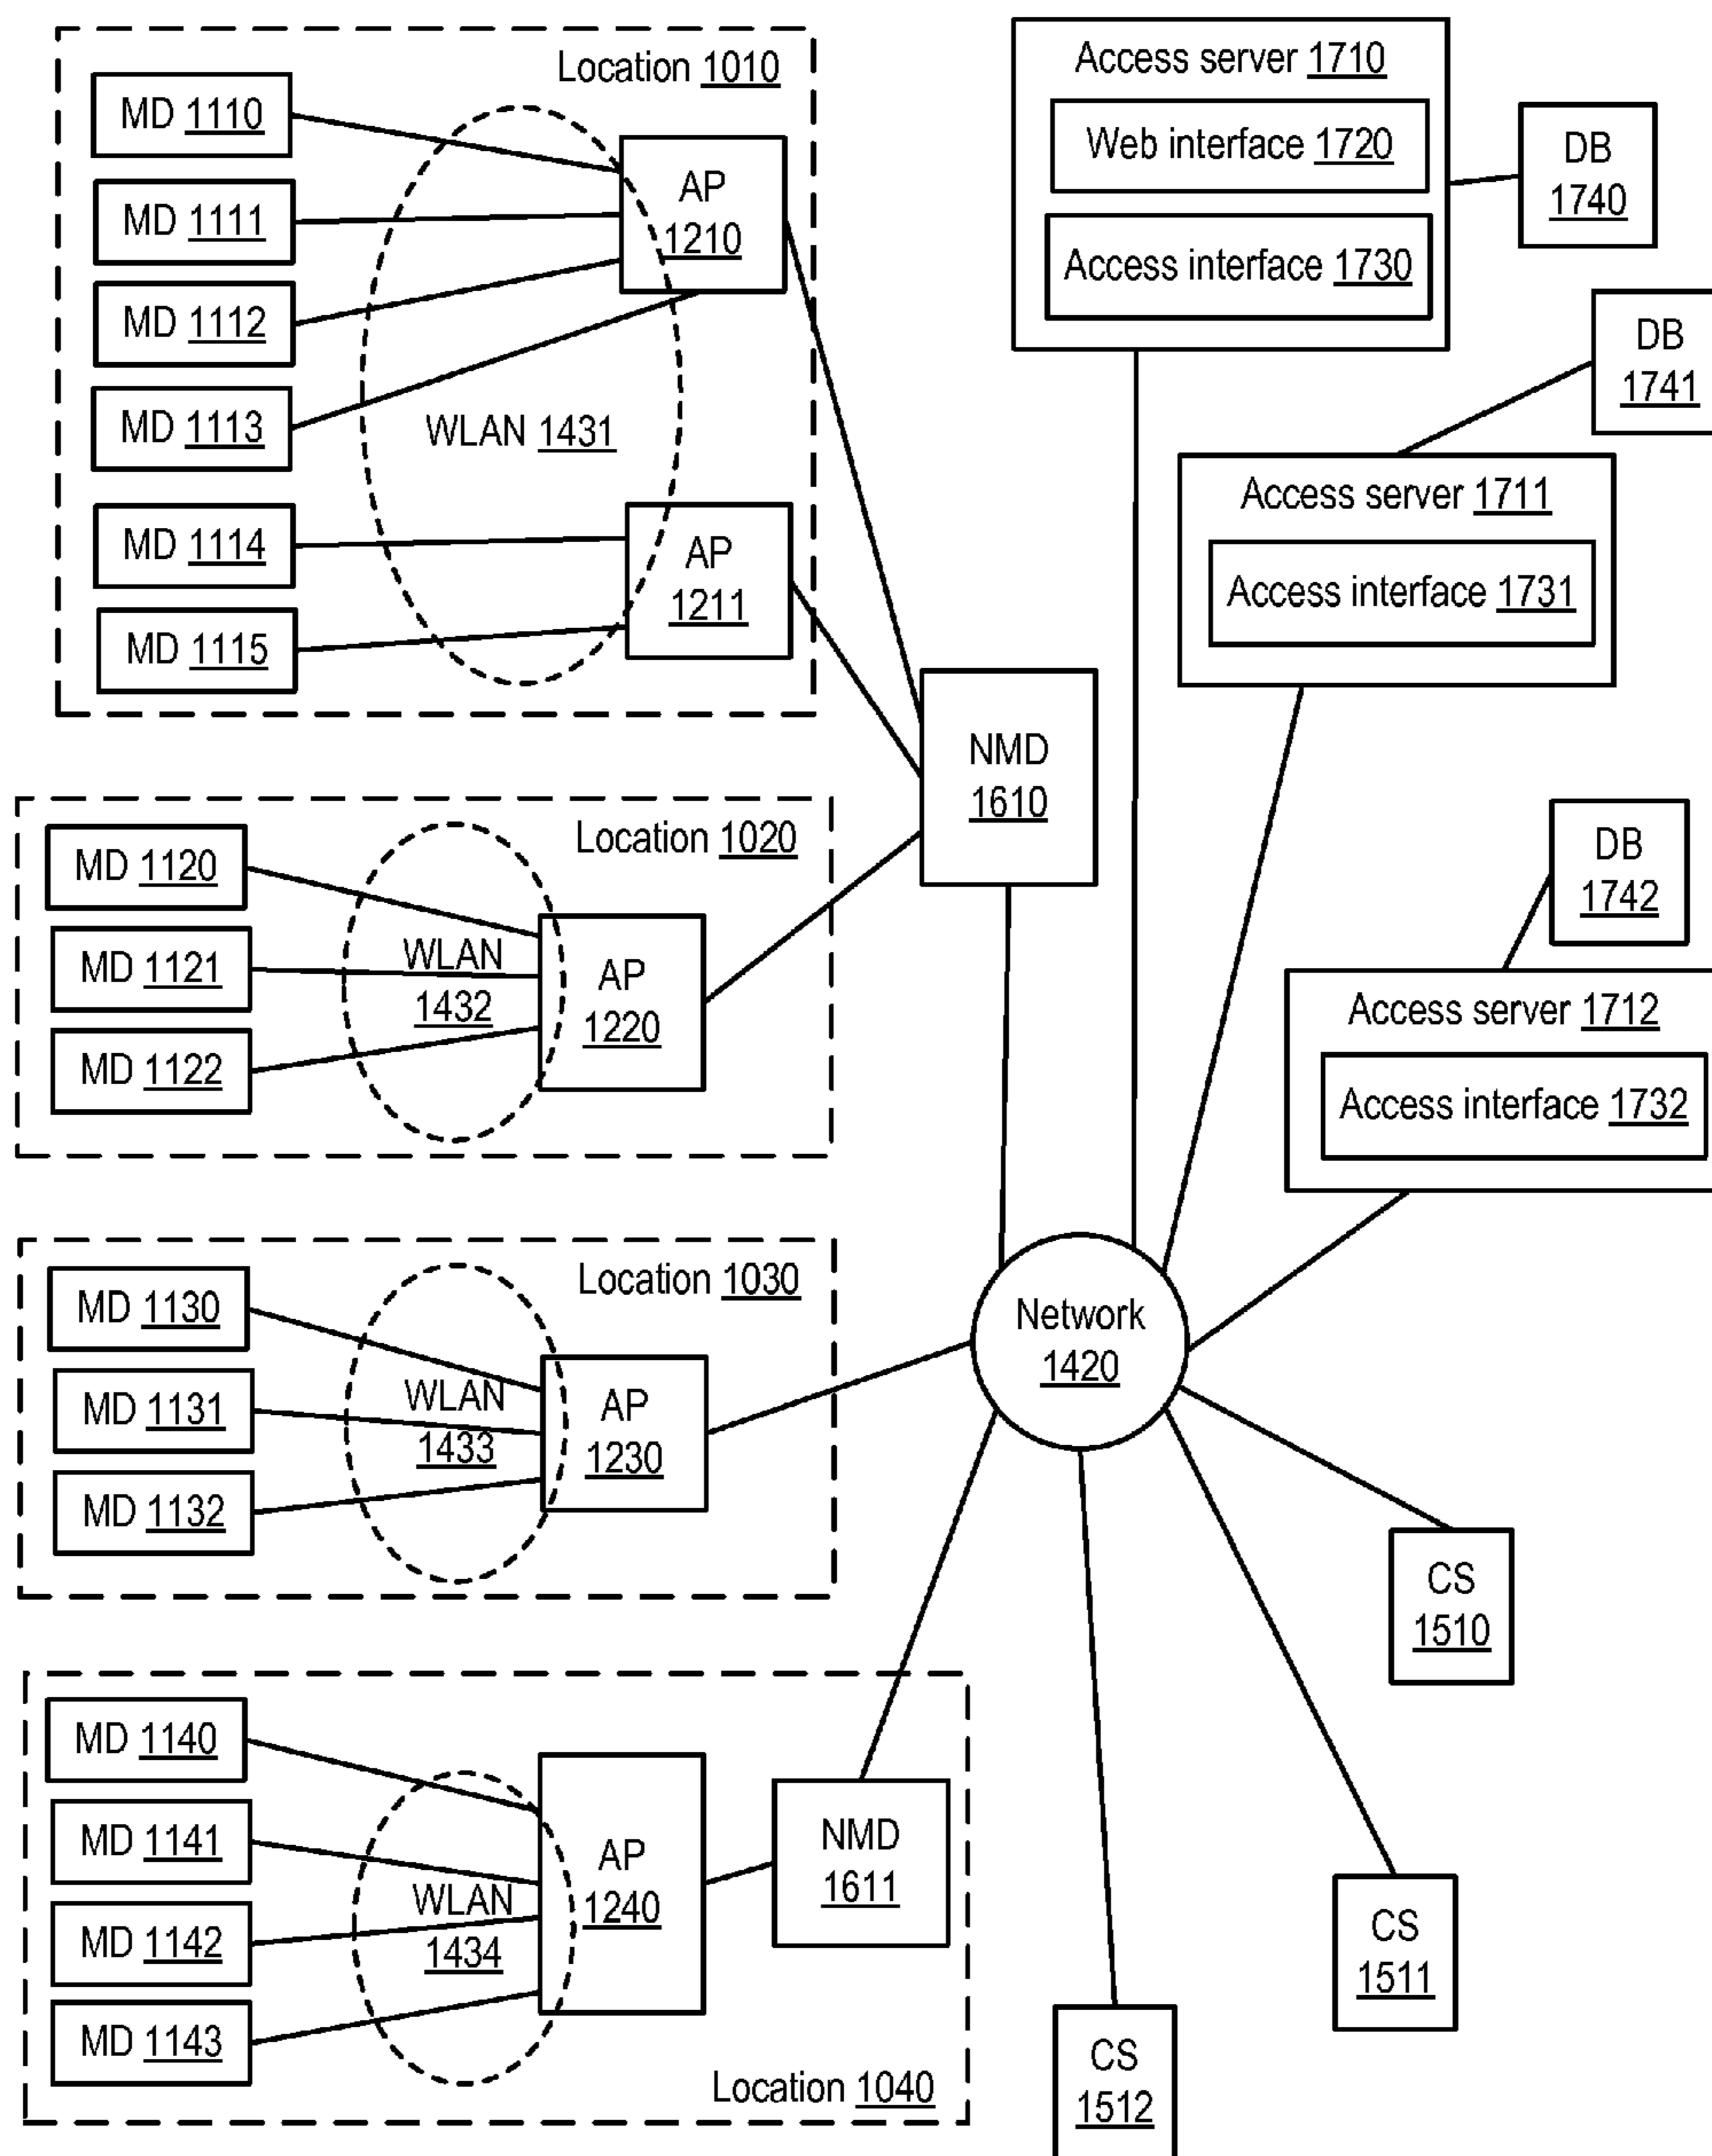 Location 1010
MD 1110
MD 1111
MD 1112
MD 1113
MD 1114
MD 1115
WLAN 1431
AP
1210
AP
1211
Location 1020
MD 1120
MD 1121
MD 1122
WLAN
1432
AP
1220
Location 1030
MD 1130
MD 1131
MD 1132
WLAN
1433
AP
1230
MD 1140
MD 1141
MD 1142
MD 1143
WLAN
1434
AP
1240
NMD
1611
Location 1040
NMD
1610
Network
1420
Access server 1710
Web interface 1720
Access interface 1730
DB
1740
DB
1741
Access server 1711
Access interface 1731
DB
1742
Access server 1712
Access interface 1732
CS
1510
CS
1511
CS
1512